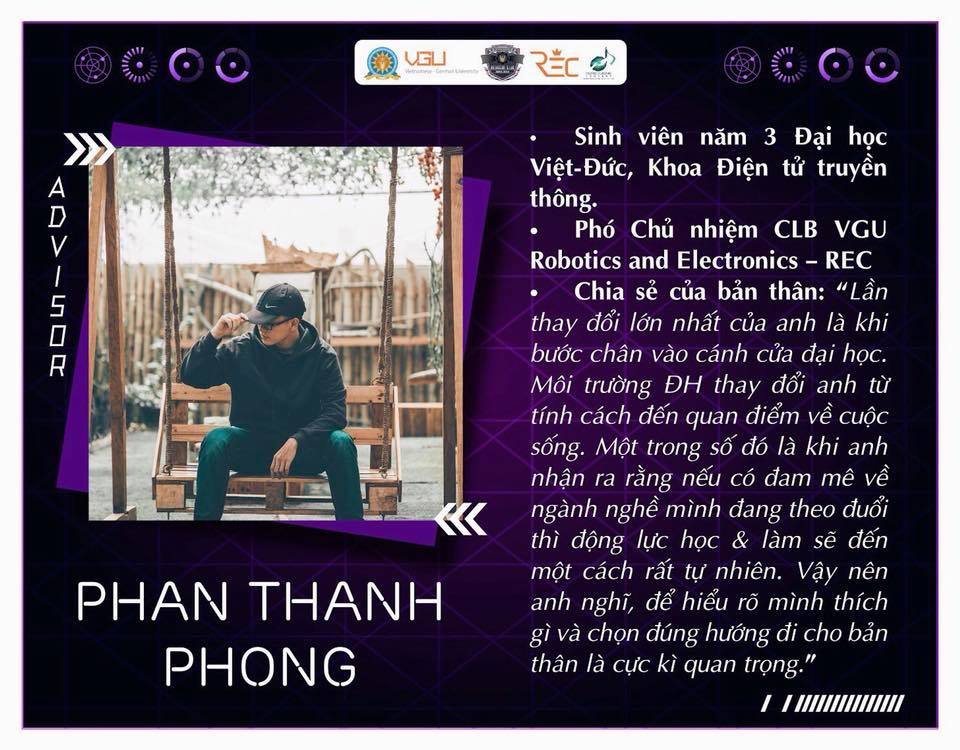 VGU
Vietnamese - German University
REC
ADVISOR
• Sinh viên năm 3 Đại học
Việt-Đức, Khoa Điện tử truyền
thông.
• Phó Chủ nhiệm CLB VGU
Robotics and Electronics – REC
• Chia sẻ của bản thân: “Lần
thay đổi lớn nhất của anh là khi
bước chân vào cánh cửa đại học.
Môi trường ĐH thay đổi anh từ
tính cách đến quan điểm về cuộc
sống. Một trong số đó là khi anh
nhận ra rằng nếu có đam mê về
ngành nghề mình đang theo đuổi
thì động lực học & làm sẽ đến
một cách rất tự nhiên. Vậy nên
anh nghĩ, để hiểu rõ mình thích
gì và chọn đúng hướng đi cho bản
thân là cực kì quan trọng.”
PHAN THANH
PHONG